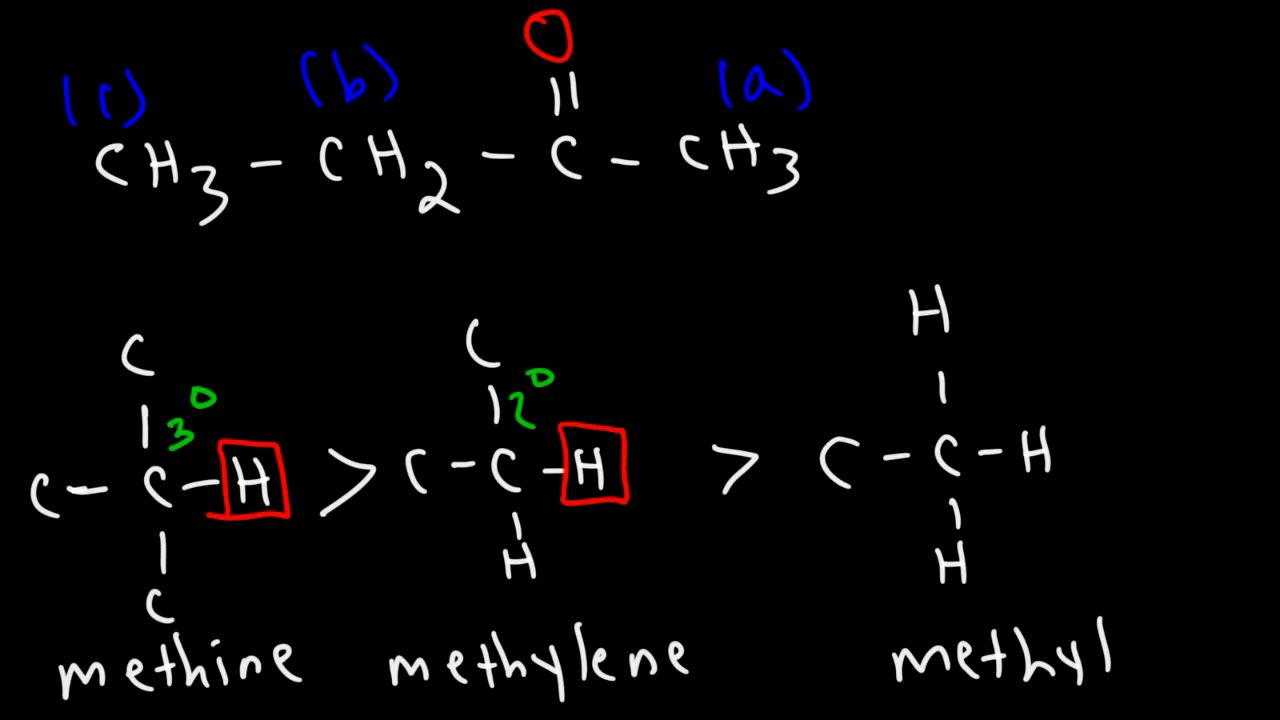 O
(c) (b) || (a)
CH3 - CH2 - C - CH3
H
C C
| 3° | 2° |
C - C - H > C - C - H > C - C - H
| | |
C H H
methine methylene methyl